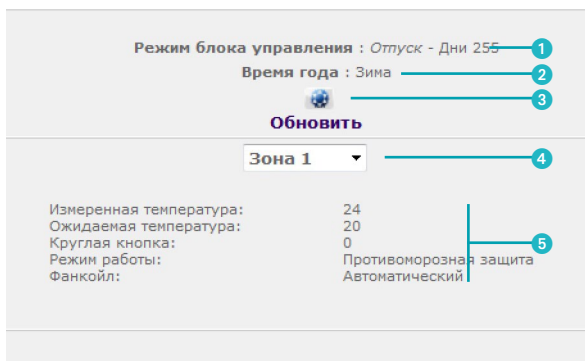 Режим блока управления : Отпуск - Дни 255 1
Время года : Зима 2
3
Обновить
Зона 1 4
Измеренная температура: 24
Ожидаемая температура: 20
Круглая кнопка: 0 5
Режим работы: Противоморозная защита
Фанкойл: Автоматический